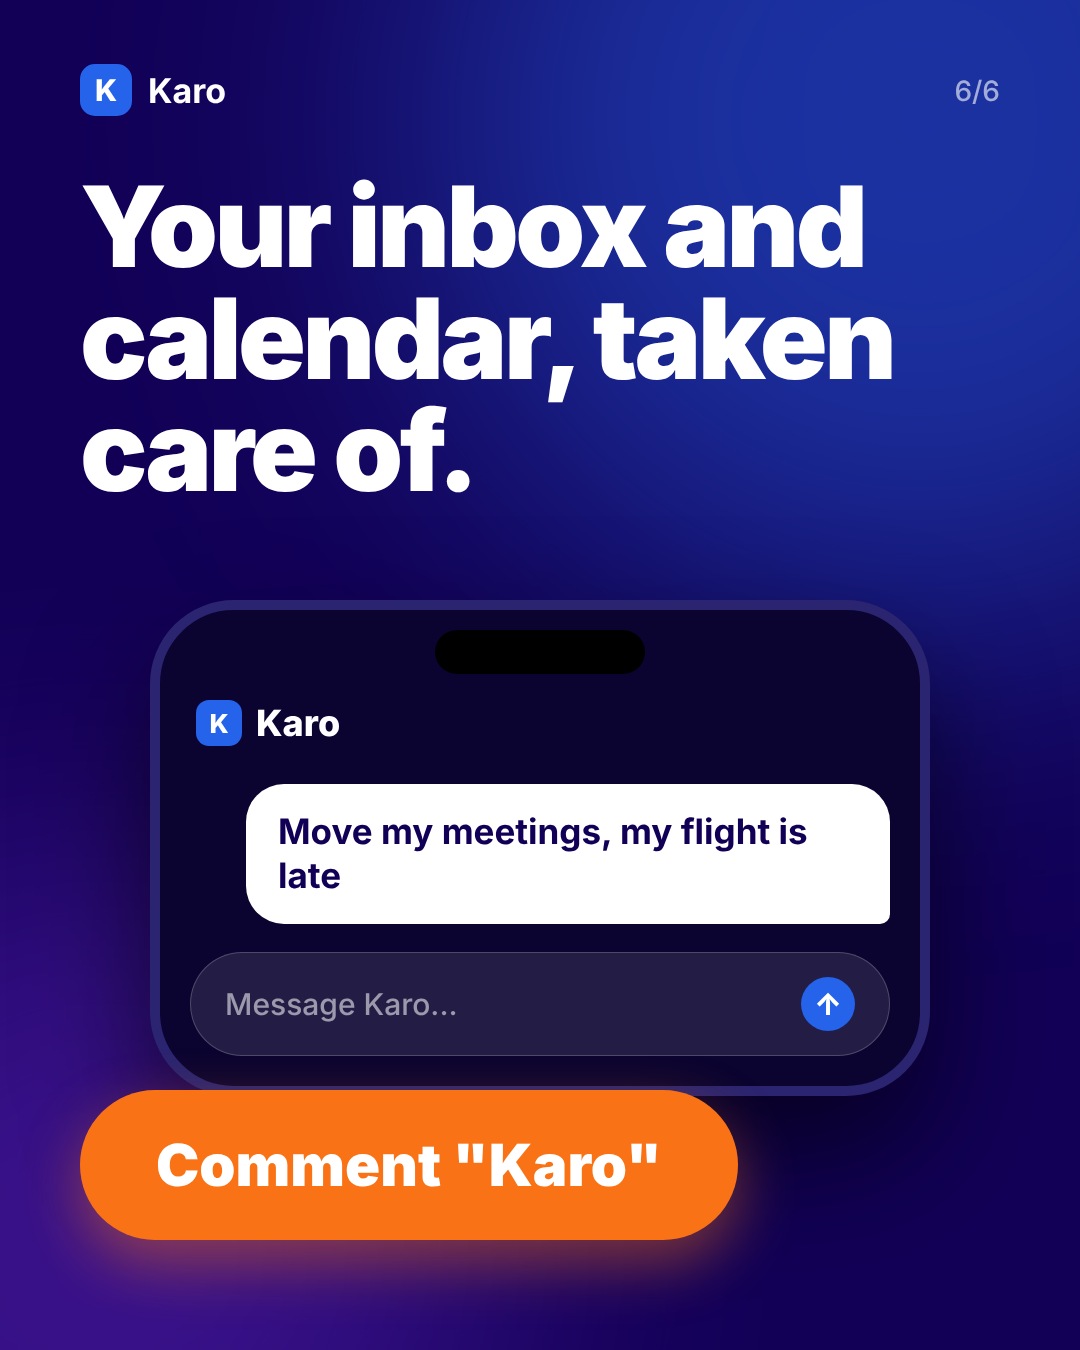 K Karo
6/6
Your inbox and
calendar, taken
care of.
K Karo
Move my meetings, my flight is
late
Message Karo...
Comment "Karo"